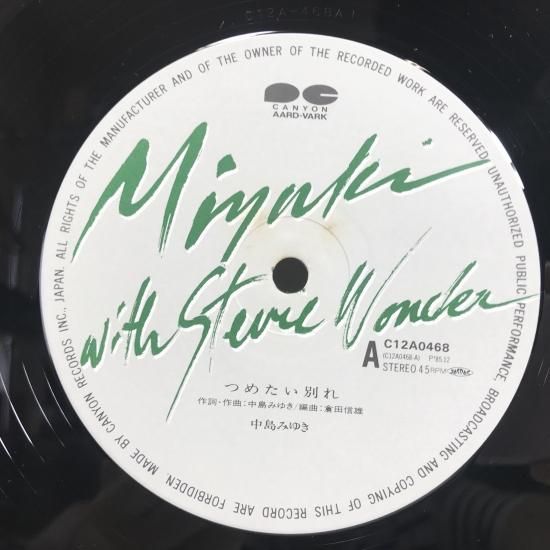 C12A-468A1
MADE BY CANYON RECORDS INC., JAPAN. ALL RIGHTS OF THE MANUFACTURER AND OF THE OWNER OF THE RECORDED WORK ARE RESERVED. UNAUTHORIZED PUBLIC PERFORMANCE, BROADCASTING AND COPYING OF THIS RECORD ARE FORBIDDEN.
CANYON
AARD-VARK
Miyuki
with Stevie Wonder
A
C12A0468
(C12A0468-A) P'85.12
STEREO 45RPM
つめたい別れ
作詞・作曲:中島みゆき/編曲:倉田信雄
中島みゆき